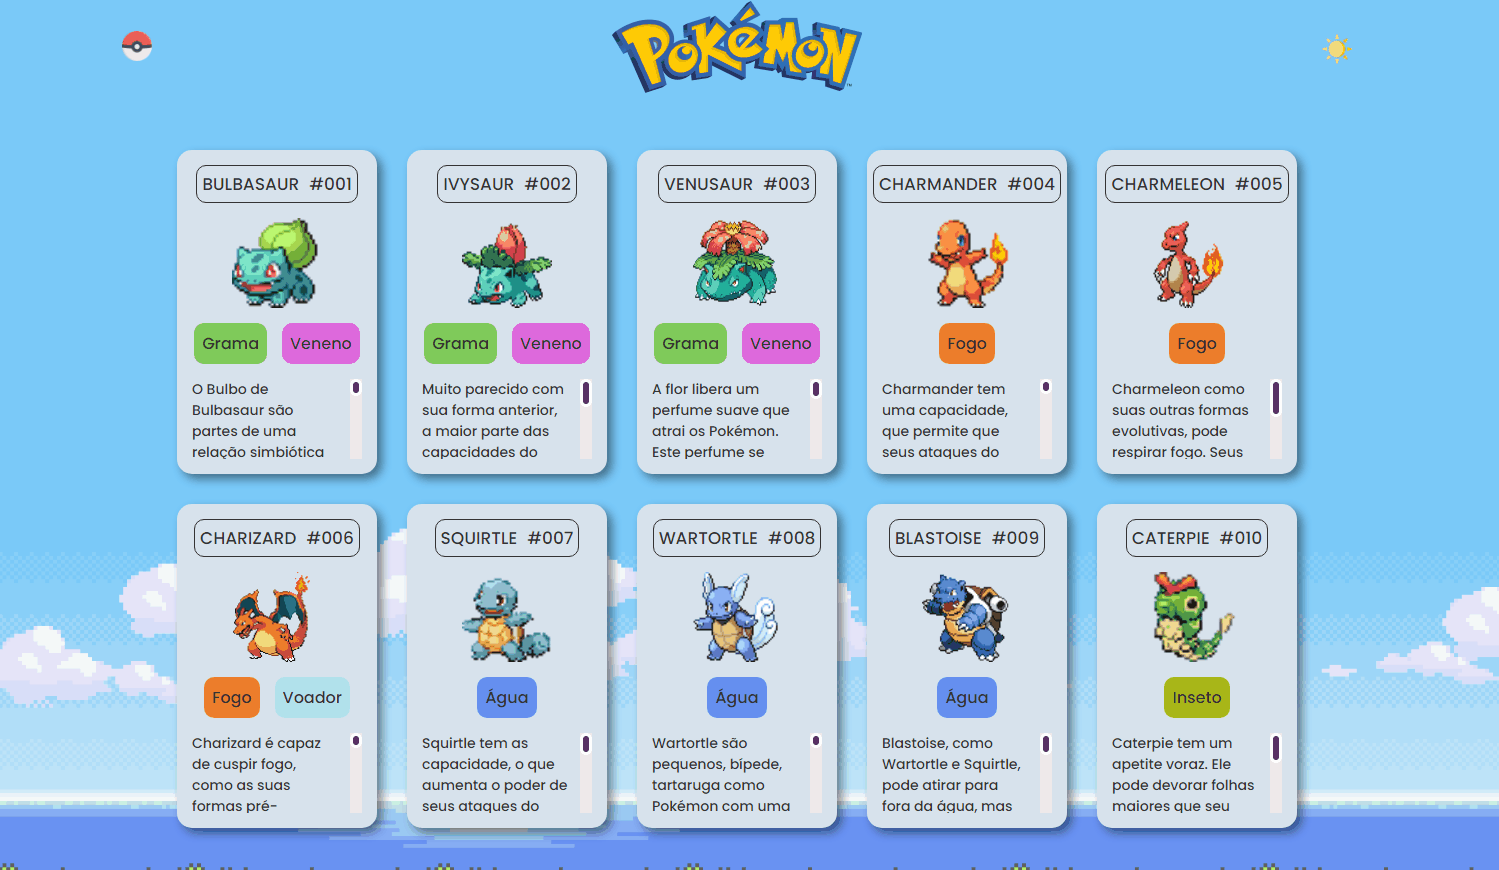 POKéMON
BULBASAUR #001
Grama Veneno
O Bulbo de
Bulbasaur são
partes de uma
relação simbiótica
IVYSAUR #002
Grama Veneno
Muito parecido com
sua forma anterior,
a maior parte das
capacidades do
VENUSAUR #003
Grama Veneno
A flor libera um
perfume suave que
atrai os Pokémon.
Este perfume se
CHARMANDER #004
Fogo
Charmander tem
uma capacidade,
que permite que
seus ataques do
CHARMELEON #005
Fogo
Charmeleon como
suas outras formas
evolutivas, pode
respirar fogo. Seus
CHARIZARD #006
Fogo Voador
Charizard é capaz
de cuspir fogo,
como as suas
formas pré-
SQUIRTLE #007
Água
Squirtle tem as
capacidade, o que
aumenta o poder de
seus ataques do
WARTORTLE #008
Água
Wartortle são
pequenos, bípede,
tartaruga como
Pokémon com uma
BLASTOISE #009
Água
Blastoise, como
Wartortle e Squirtle,
pode atirar para
fora da água, mas
CATERPIE #010
Inseto
Caterpie tem um
apetite voraz. Ele
pode devorar folhas
maiores que seu